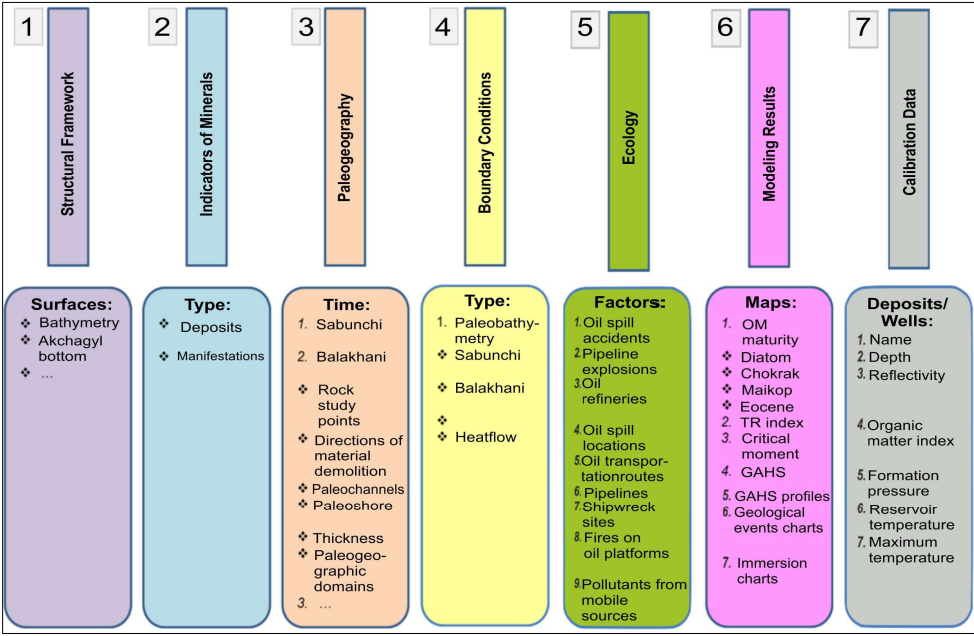 1
Structural Framework
2
Indicators of Minerals
3
Paleogeography
4
Boundary Conditions
5
Ecology
6
Modeling Results
7
Calibration Data
Surfaces:
❖ Bathymetry
❖ Akchagyl
bottom
❖ ...
Type:
❖ Deposits
❖ Manifestations
Time:
1. Sabunchi
2. Balakhani
❖ Rock
study
points
❖ Directions of
material
demolition
❖ Paleochannels
❖ Paleoshore
❖ Thickness
❖ Paleogeo-
graphic
domains
3. ...
Type:
1. Paleobathy-
metry
❖ Sabunchi
❖ Balakhani
❖
❖ Heatflow
Factors:
1. Oil spill
accidents
2. Pipeline
explosions
3. Oil
refineries
4. Oil spill
locations
5. Oil transpor-
tationroutes
6. Pipelines
7. Shipwreck
sites
8. Fires on
oil platforms
9. Pollutants from
mobile
sources
Maps:
1. OM
maturity
❖ Diatom
❖ Chokrak
❖ Maikop
❖ Eocene
2. TR index
3. Critical
moment
4. GAHS
5. GAHS profiles
6. Geological
events charts
7. Immersion
charts
Deposits/
Wells:
1. Name
2. Depth
3. Reflectivity
4. Organic
matter index
5. Formation
pressure
6. Reservoir
temperature
7. Maximum
temperature